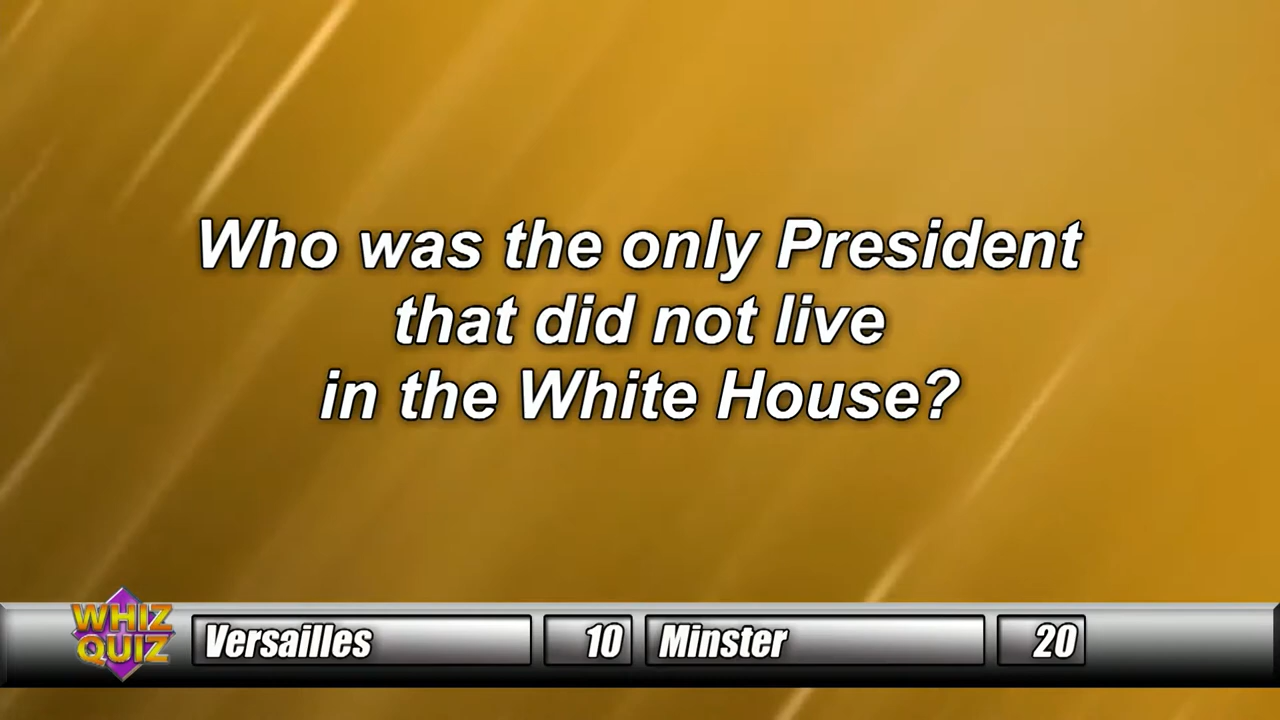 Who was the only President
that did not live
in the White House?
WHIZ
QUIZ
Versailles 10 Minster 20